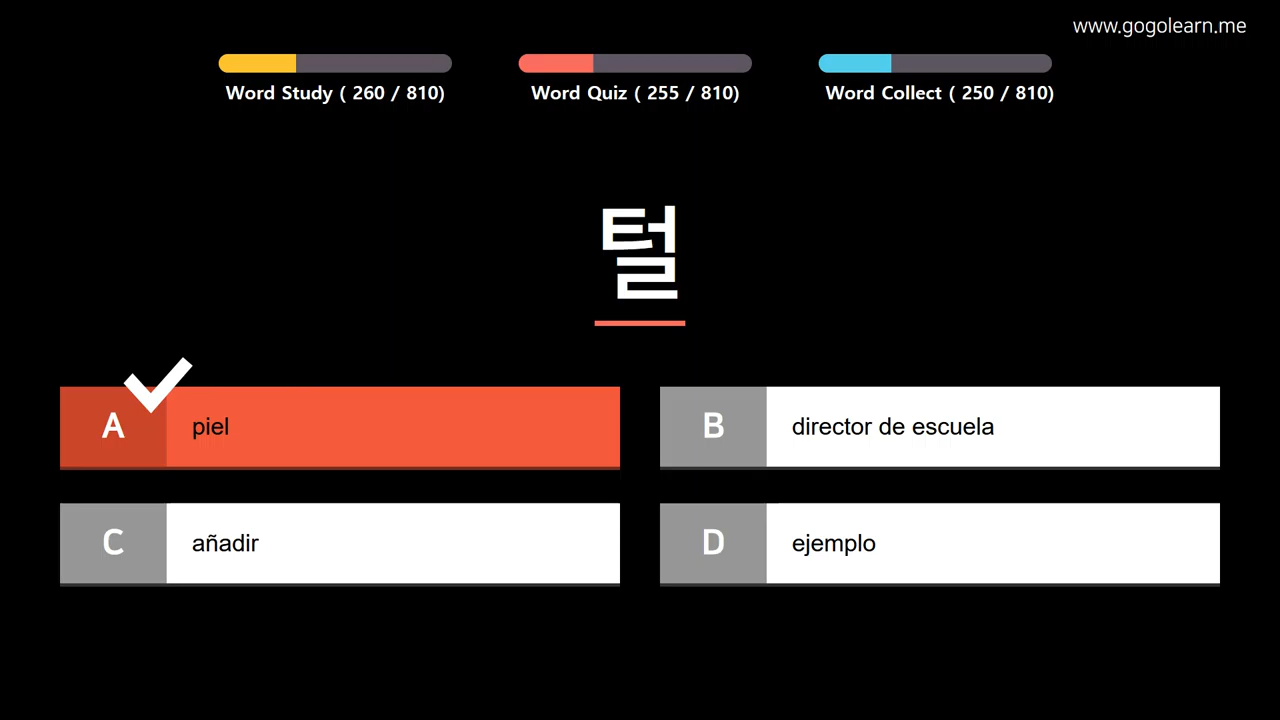 www.gogolearn.me
Word Study ( 260 / 810)
Word Quiz ( 255 / 810)
Word Collect ( 250 / 810)
털
A piel
B director de escuela
C añadir
D ejemplo